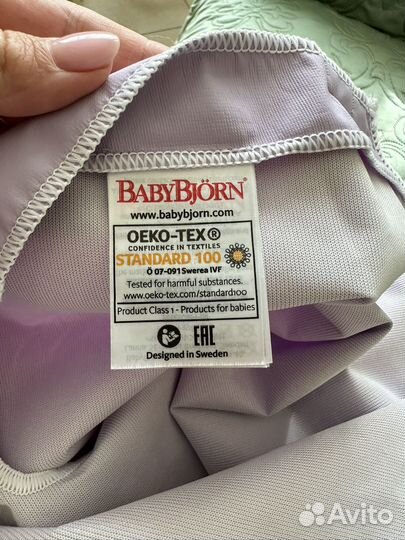 BABYBJÖRN
www.babybjorn.com
OEKO-TEX®
CONFIDENCE IN TEXTILES
STANDARD 100
Ö 07-091 Swerea IVF
Tested for harmful substances.
www.oeko-tex.com/standard100
Product Class 1 - Products for babies
EAC
Designed in Sweden
Avito